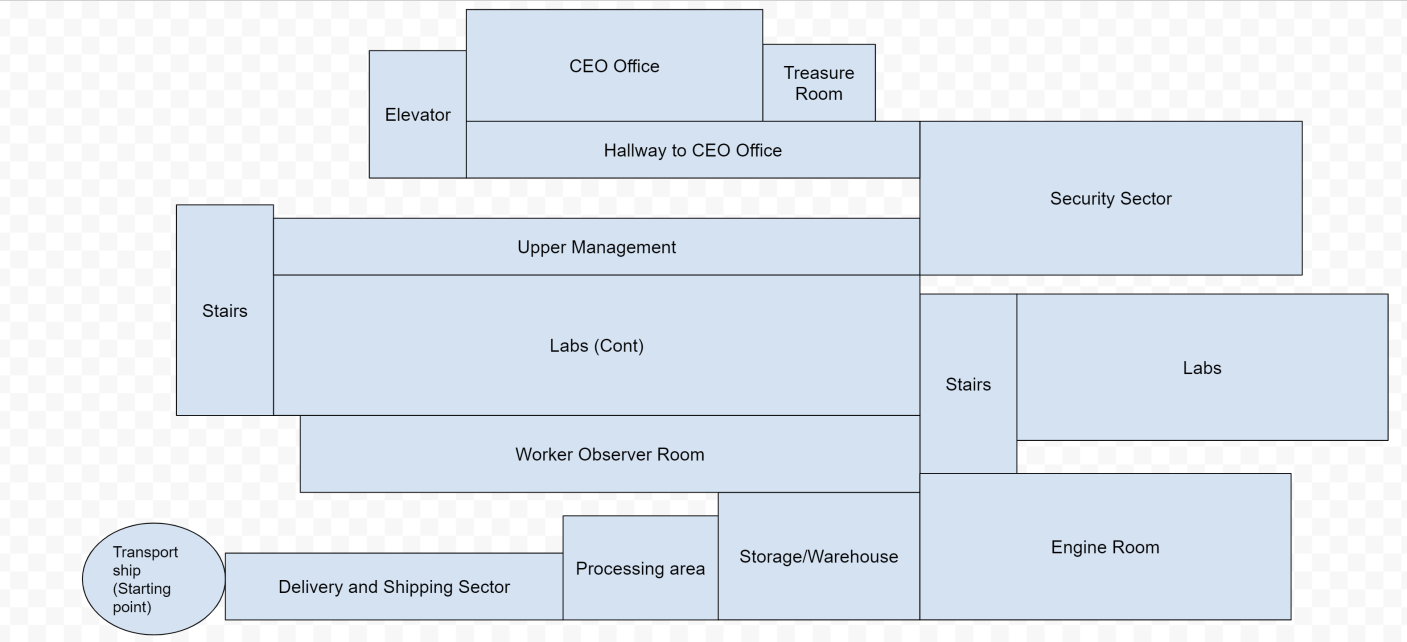 CEO Office
Treasure
Room
Elevator
Hallway to CEO Office
Security Sector
Upper Management
Stairs
Labs (Cont)
Stairs
Labs
Worker Observer Room
Transport
ship
(Starting
point)
Delivery and Shipping Sector
Processing area
Storage/Warehouse
Engine Room